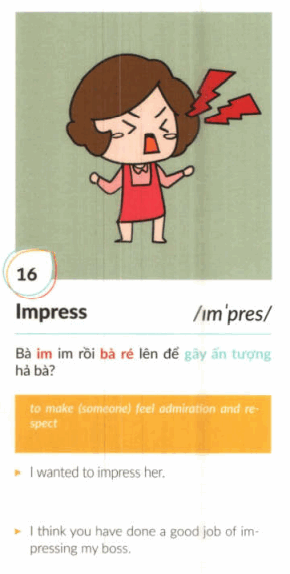 16
Impress /ɪmˈpres/
Bà im im rồi bà ré lên để gây ấn tượng
hả bà?
to make (someone) feel admiration and re-
spect
I wanted to impress her.
I think you have done a good job of im-
pressing my boss.